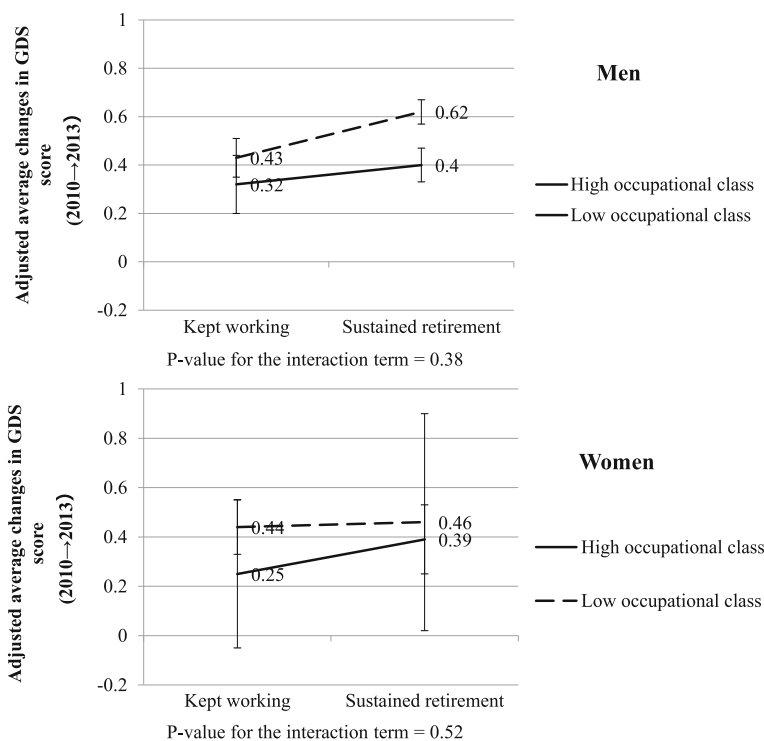 Adjusted average changes in GDS
score
(2010→2013)
1
0.8
0.6
0.4
0.2
0
-0.2
0.43
0.32
0.62
0.4
Kept working
Sustained retirement
Men
High occupational class
Low occupational class
P-value for the interaction term = 0.38
Adjusted average changes in GDS
score
(2010→2013)
1
0.8
0.6
0.4
0.2
0
-0.2
0.44
0.25
0.46
0.39
Kept working
Sustained retirement
Women
High occupational class
Low occupational class
P-value for the interaction term = 0.52